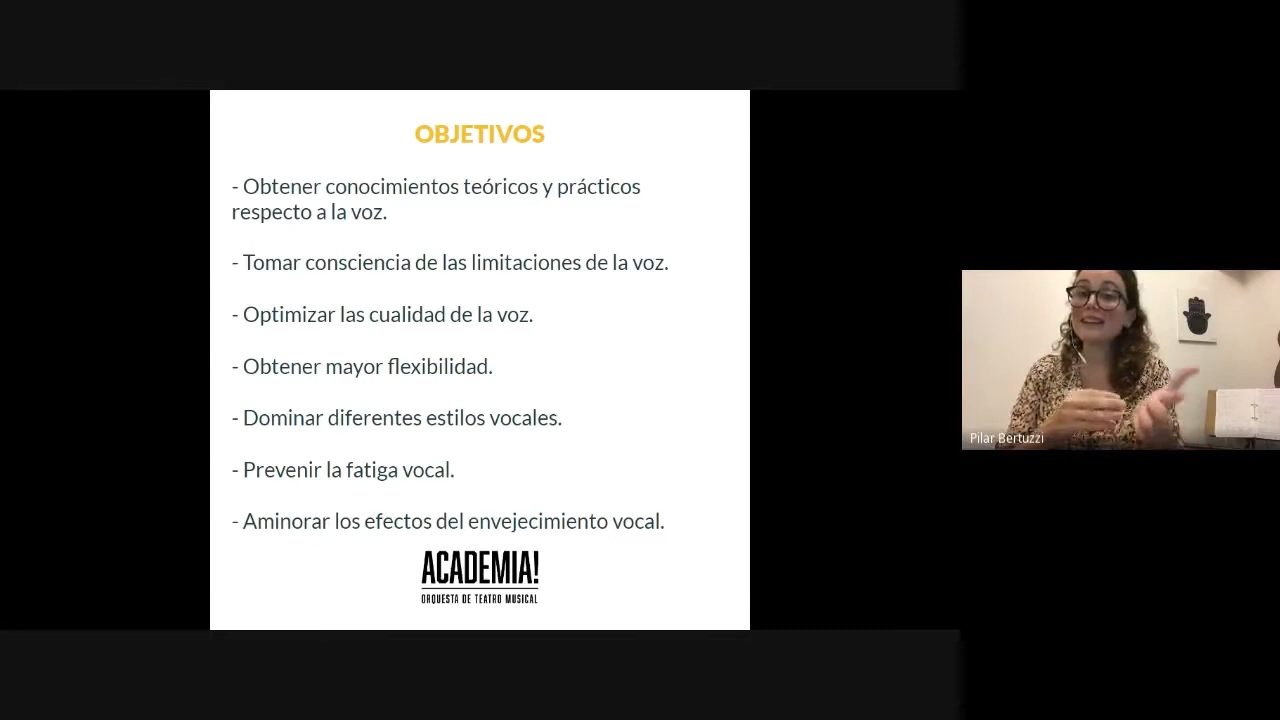 OBJETIVOS
- Obtener conocimientos teóricos y prácticos
respecto a la voz.
- Tomar consciencia de las limitaciones de la voz.
- Optimizar las cualidad de la voz.
- Obtener mayor flexibilidad.
- Dominar diferentes estilos vocales.
- Prevenir la fatiga vocal.
- Aminorar los efectos del envejecimiento vocal.
ACADEMIA!
ORQUESTA DE TEATRO MUSICAL
Pilar Bertuzzi